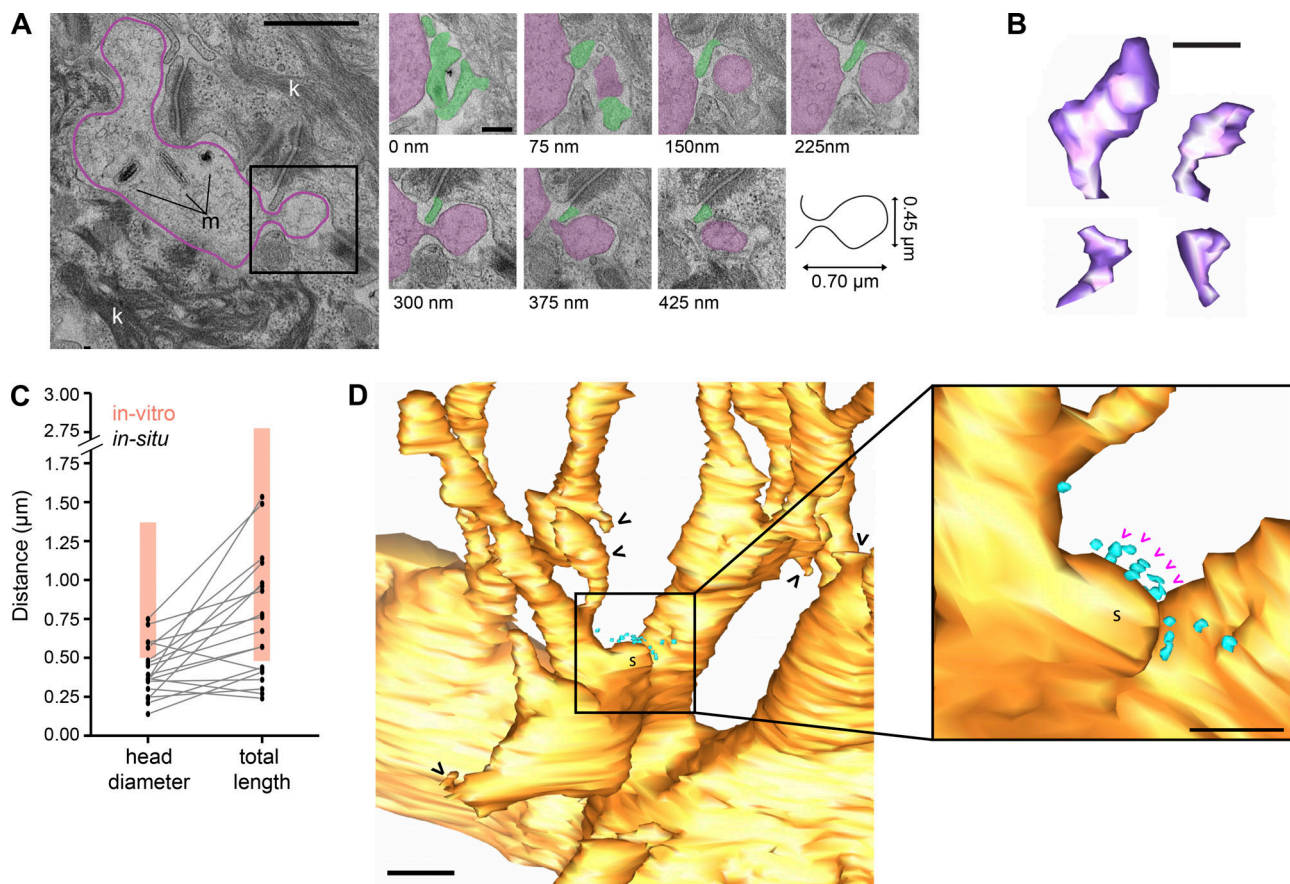 A
k
m
k
0 nm
75 nm
150nm
225nm
300 nm
375 nm
425 nm
0.45 µm
0.70 µm
B
C
3.00
2.75
1.75
1.50
1.25
1.00
0.75
0.50
0.25
0.00
Distance (µm)
in-vitro
in-situ
head diameter
total length
D
s
s